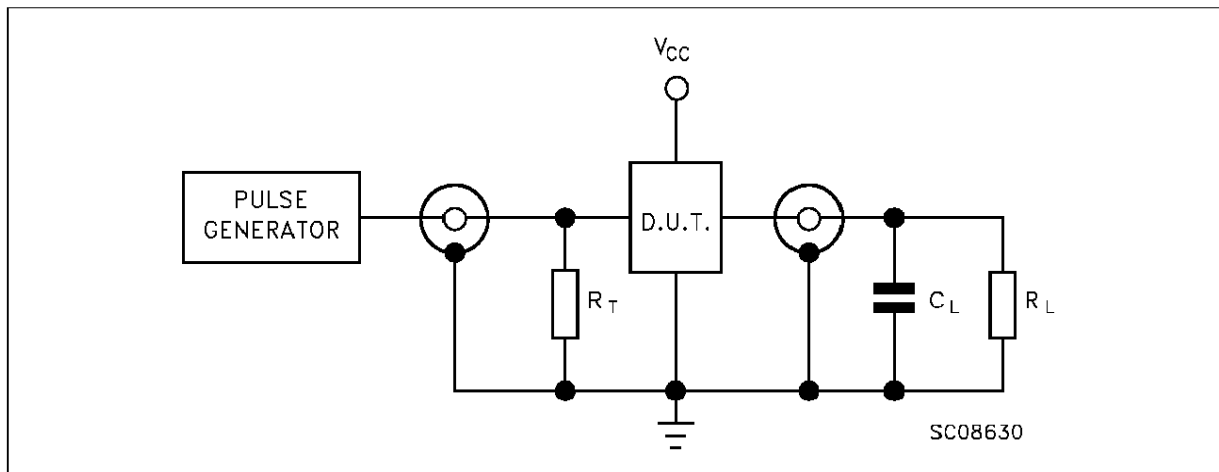 VCC
PULSE
GENERATOR
D.U.T.
RT
CL
RL
SC08630